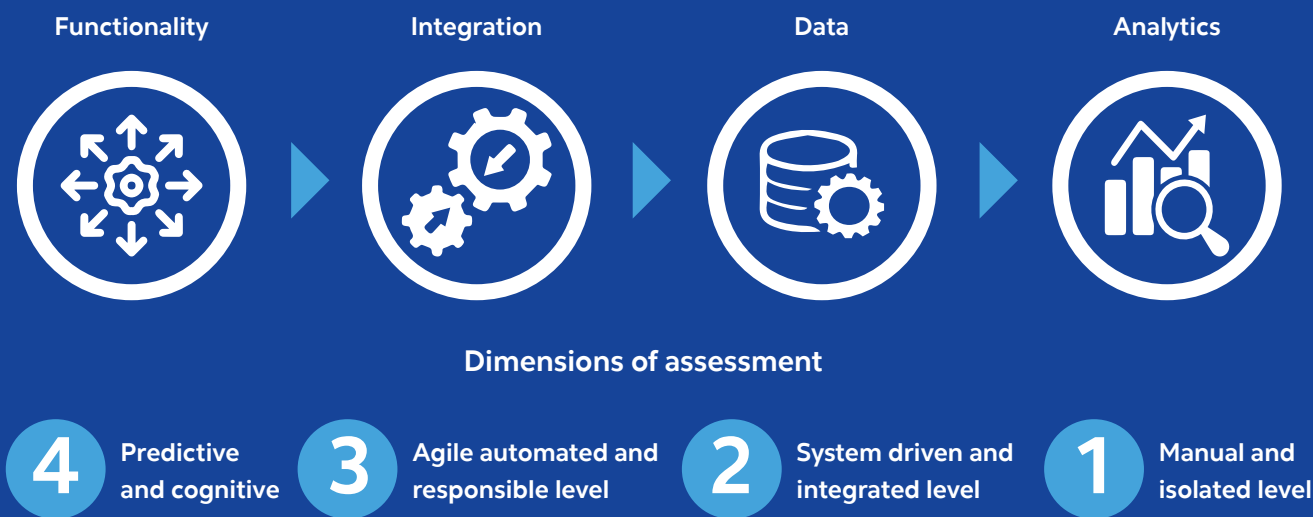 Functionality
Integration
Data
Analytics
Dimensions of assessment
4
Predictive
and cognitive
3
Agile automated and
responsible level
2
System driven and
integrated level
1
Manual and
isolated level